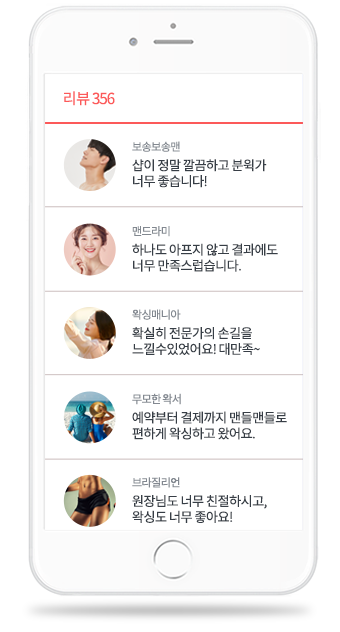 리뷰 356
보송보송맨
샵이 정말 깔끔하고 분윅가
너무 좋습니다!
맨드라미
하나도 아프지 않고 결과에도
너무 만족스럽습니다.
왁싱매니아
확실히 전문가의 손길을
느낄수있었어요! 대만족~
무모한 왁서
예약부터 결제까지 맨들맨들로
편하게 왁싱하고 왔어요.
브라질리언
원장님도 너무 친절하시고,
왁싱도 너무 좋아요!